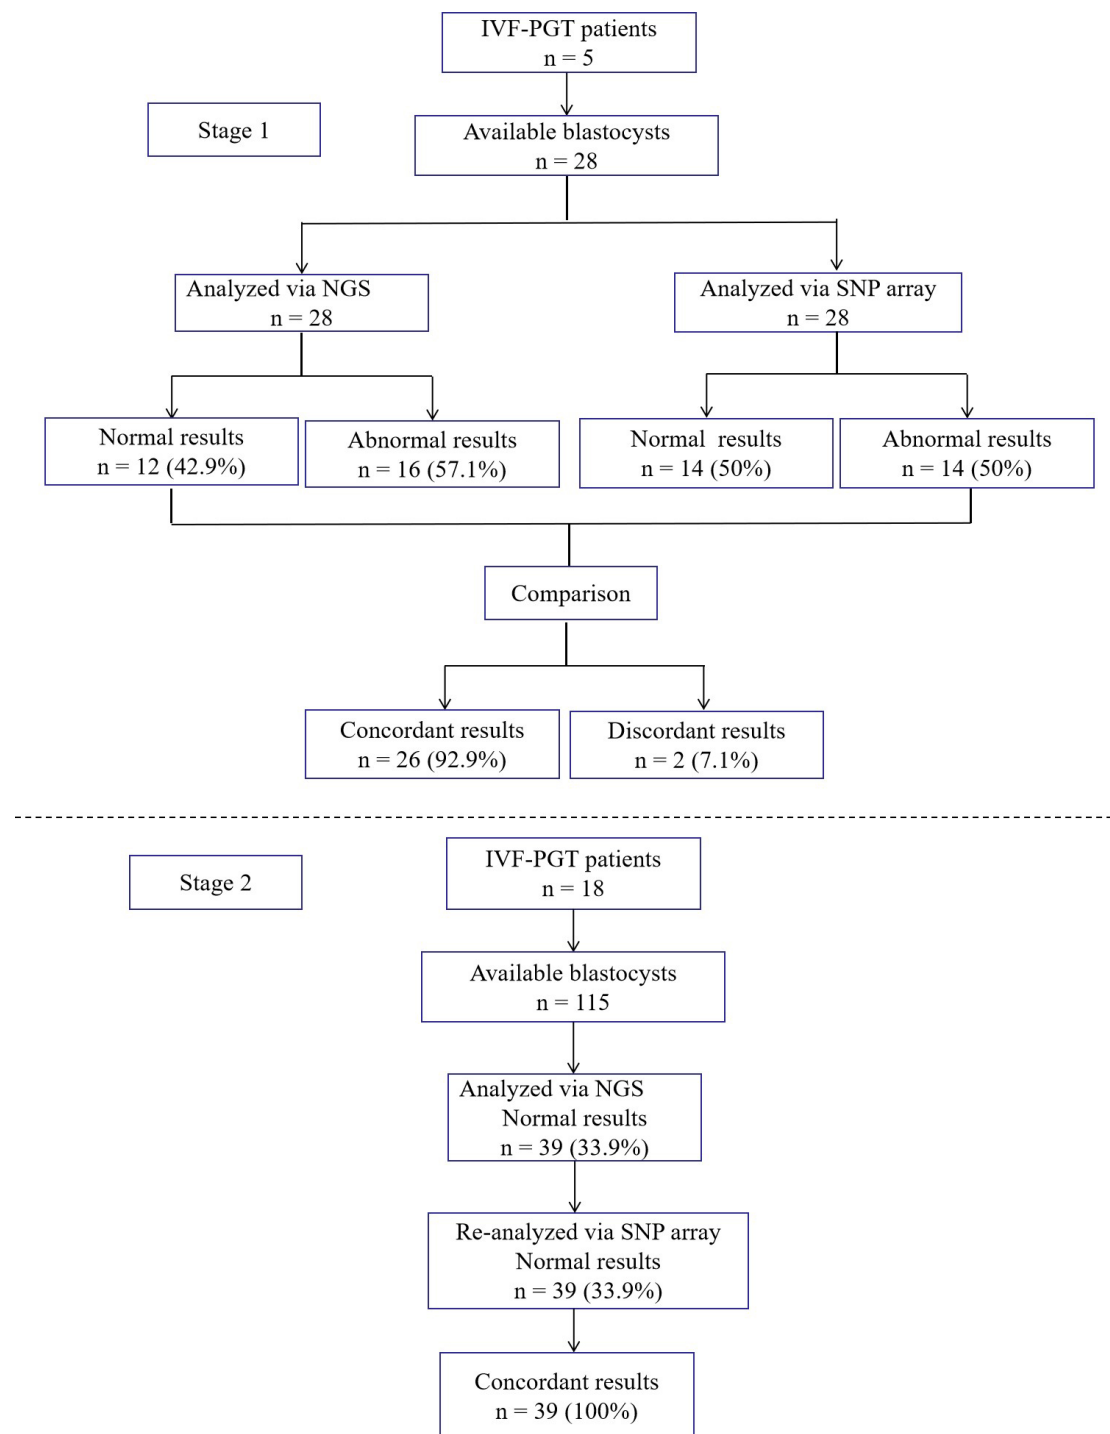 IVF-PGT patients
n = 5
Stage 1
Available blastocysts
n = 28
Analyzed via NGS
n = 28
Analyzed via SNP array
n = 28
Normal results
n = 12 (42.9%)
Abnormal results
n = 16 (57.1%)
Normal results
n = 14 (50%)
Abnormal results
n = 14 (50%)
Comparison
Concordant results
n = 26 (92.9%)
Discordant results
n = 2 (7.1%)
Stage 2
IVF-PGT patients
n = 18
Available blastocysts
n = 115
Analyzed via NGS
Normal results
n = 39 (33.9%)
Re-analyzed via SNP array
Normal results
n = 39 (33.9%)
Concordant results
n = 39 (100%)